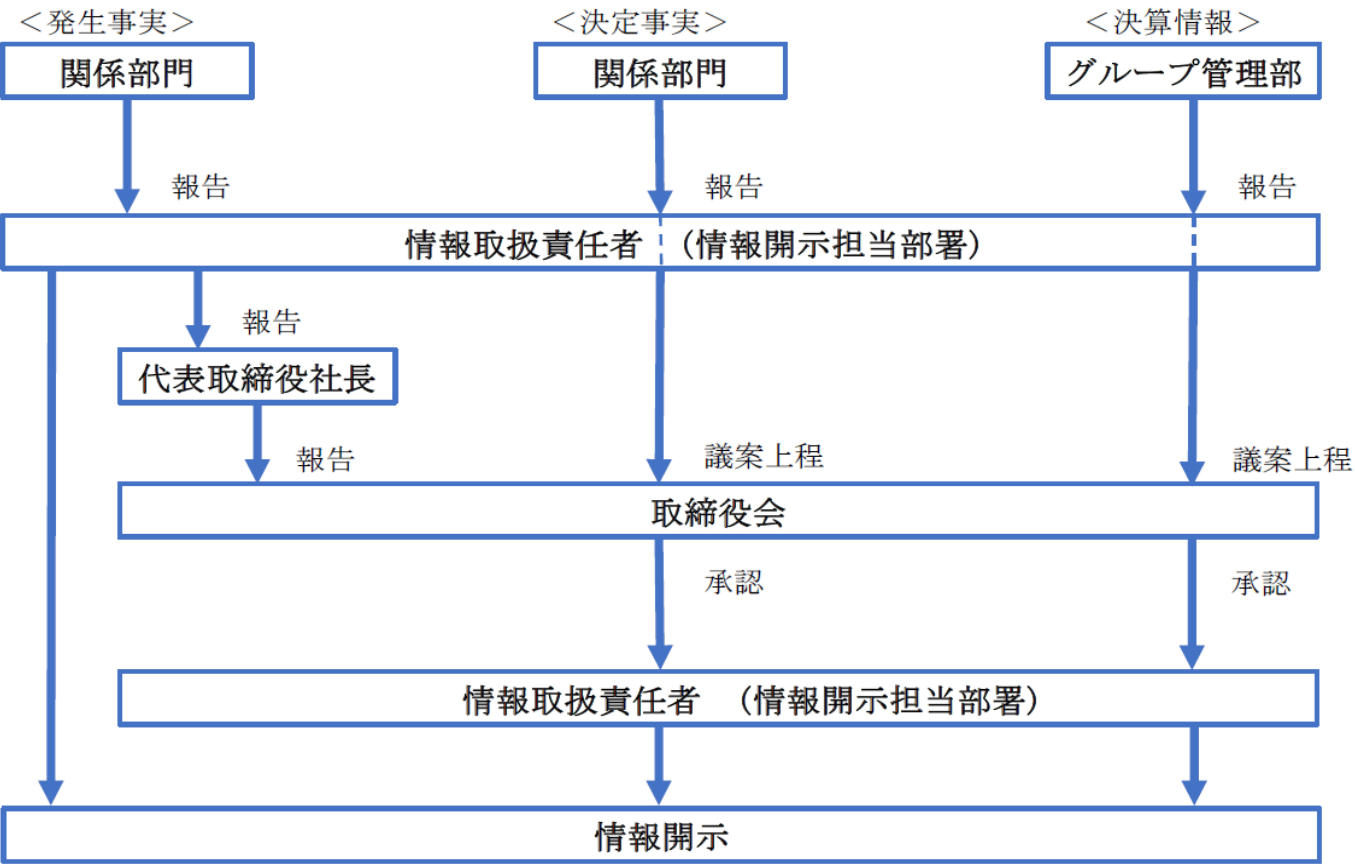 ＜発生事実＞
＜決定事実＞
＜決算情報＞
関係部門
関係部門
グループ管理部
報告
報告
報告
情報取扱責任者　（情報開示担当部署）
報告
代表取締役社長
報告
議案上程
議案上程
取締役会
承認
承認
情報取扱責任者　（情報開示担当部署）
情報開示